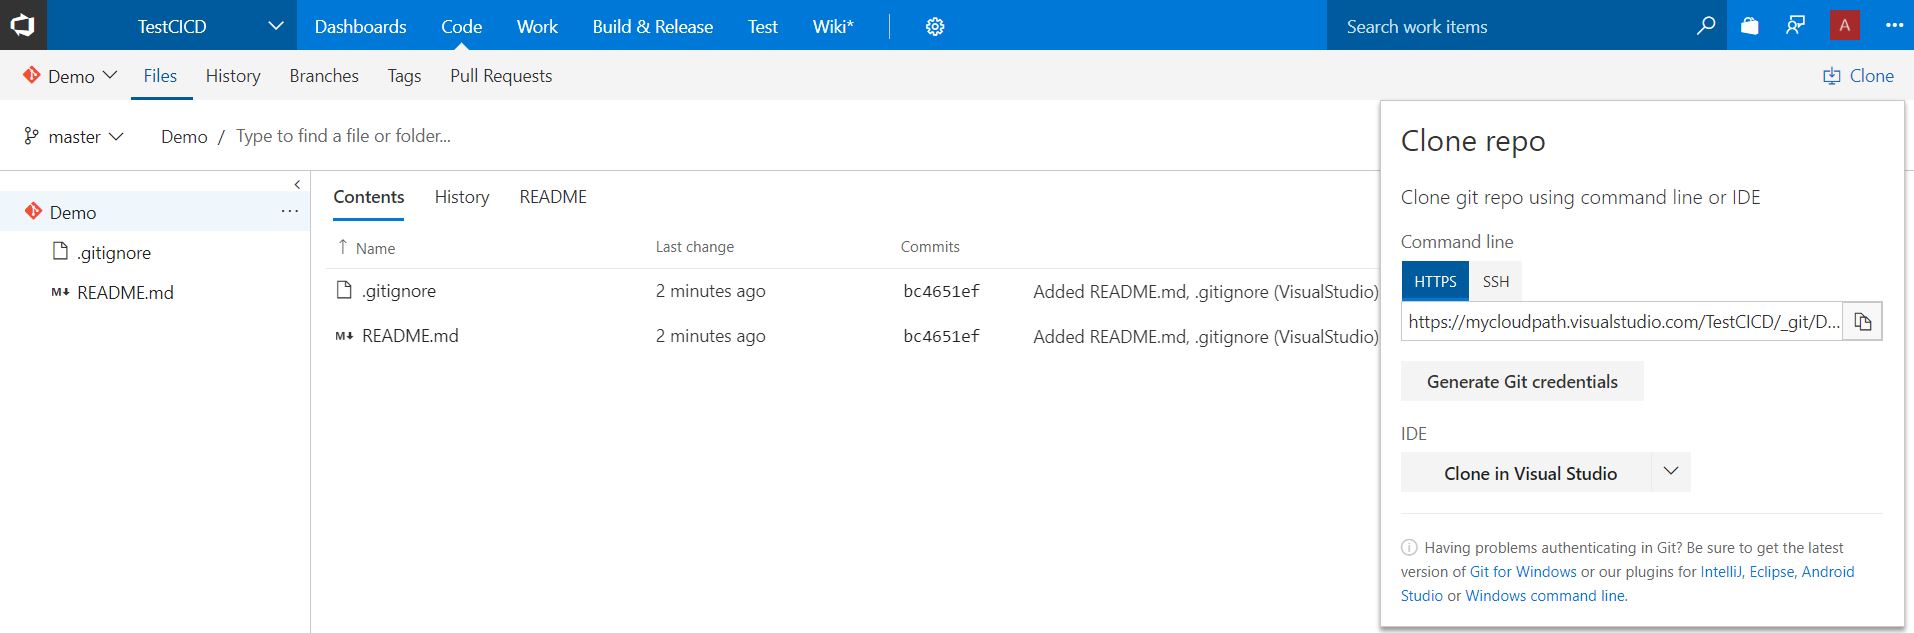 TestCICD Dashboards Code Work Build & Release Test Wiki* Search work items A
Demo Files History Branches Tags Pull Requests Clone
master Demo / Type to find a file or folder...
Demo ...
.gitignore
M↓ README.md
Contents History README
↑ Name Last change Commits
.gitignore 2 minutes ago bc4651ef Added README.md, .gitignore (VisualStudio)
M↓ README.md 2 minutes ago bc4651ef Added README.md, .gitignore (VisualStudio)
Clone repo
Clone git repo using command line or IDE
Command line
HTTPS SSH
https://mycloudpath.visualstudio.com/TestCICD/_git/D...
Generate Git credentials
IDE
Clone in Visual Studio
Having problems authenticating in Git? Be sure to get the latest
version of Git for Windows or our plugins for IntelliJ, Eclipse, Android
Studio or Windows command line.